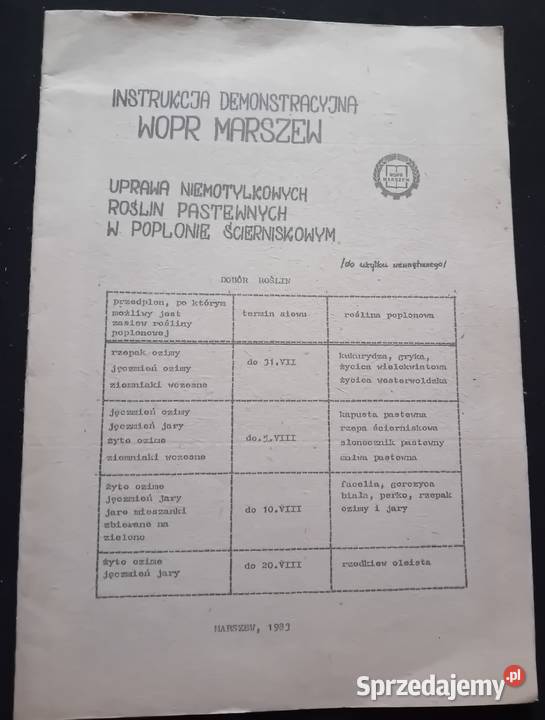 INSTRUKCJA DEMONSTRACYJNA
WOPR MARSZEW
WOPR
MARSZEW
UPRAWA NIEMOTYLKOWYCH
ROŚLIN PASTEWNYCH
W POPLONIE ŚCIERNISKOWYM
/do użytku wewnętrznego/
DOBÓR ROŚLIN
przedplon, po którym
możliwy jest
zasiew rośliny
poplonowej
termin siewu
roślina poplonowa
rzepak ozimy
jęczmień ozimy
ziemniaki wczesne
do 31.VII
kukurydza, gryka,
życica wielokwiatowa
życica westerwoldzka
jęczmień ozimy
jęczmień jary
żyto ozime
ziemniaki wczesne
do 5.VIII
kapusta pastewna
rzepa ścierniskowa
słonecznik pastewny
malwa pastewna
żyto ozime
jęczmień jary
jare mieszanki
zbierane na
zielono
do 10.VIII
facelia, gorczyca
biała, perko, rzepak
ozimy i jary
żyto ozime
jęczmień jary
do 20.VIII
rzodkiew oleista
MARSZEW, 1983
Sprzedajemy.pl